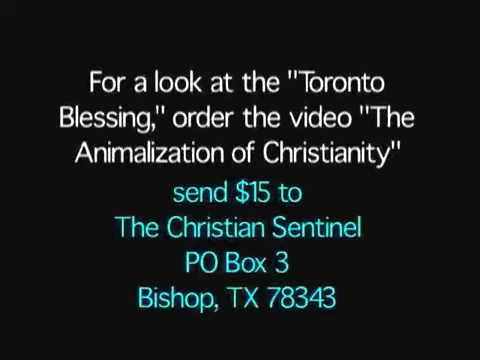 For a look at the "Toronto
Blessing," order the video "The
Animalization of Christianity"
send $15 to
The Christian Sentinel
PO Box 3
Bishop, TX 78343